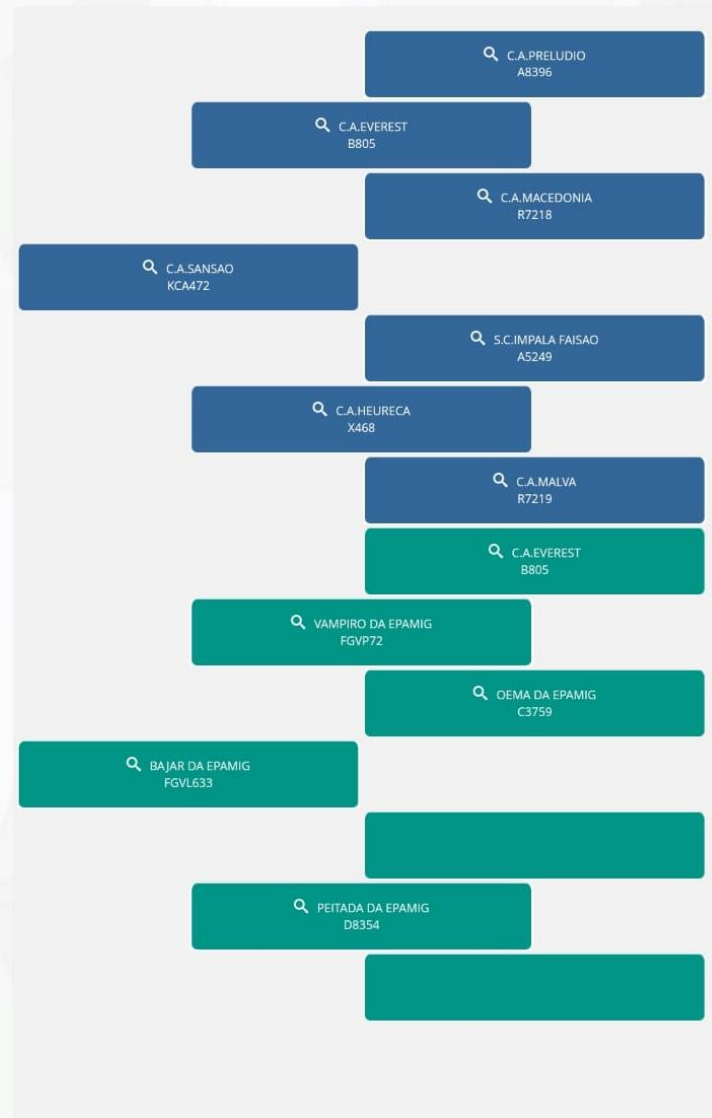 C.A.PRELUDIO
A8396
C.A.EVEREST
B805
C.A.MACEDONIA
R7218
C.A.SANSAO
KCA472
S.C.IMPALA FAISAO
A5249
C.A.HEURECA
X468
C.A.MALVA
R7219
C.A.EVEREST
B805
VAMPIRO DA EPAMIG
FGVP72
OEMA DA EPAMIG
C3759
BAJAR DA EPAMIG
FGVL633
PEITADA DA EPAMIG
D8354